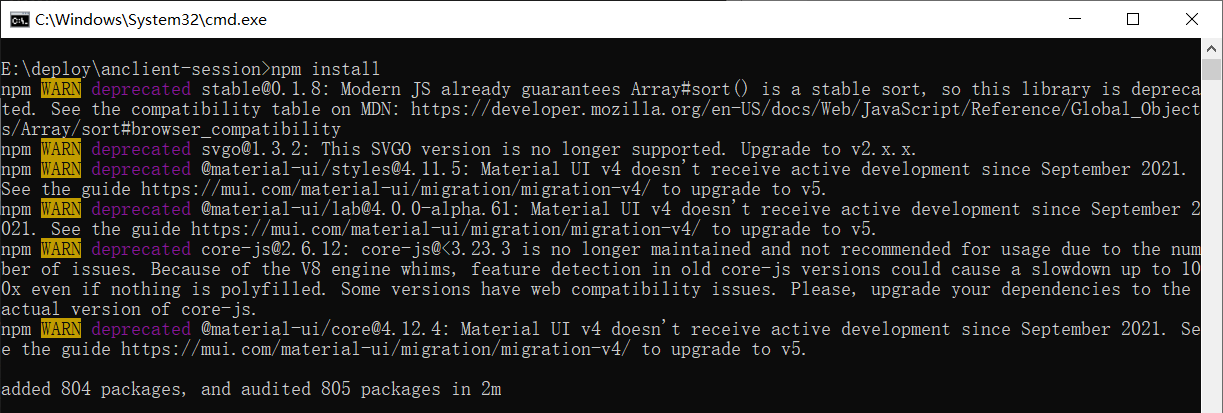 C:\Windows\System32\cmd.exe
E:\deploy\anclient-session>npm install
npm WARN deprecated stable@0.1.8: Modern JS already guarantees Array#sort() is a stable sort, so this library is depreca
ted. See the compatibility table on MDN: https://developer.mozilla.org/en-US/docs/Web/JavaScript/Reference/Global_Object
s/Array/sort#browser_compatibility
npm WARN deprecated svgo@1.3.2: This SVGO version is no longer supported. Upgrade to v2.x.x.
npm WARN deprecated @material-ui/styles@4.11.5: Material UI v4 doesn't receive active development since September 2021.
See the guide https://mui.com/material-ui/migration/migration-v4/ to upgrade to v5.
npm WARN deprecated @material-ui/lab@4.0.0-alpha.61: Material UI v4 doesn't receive active development since September 2
021. See the guide https://mui.com/material-ui/migration/migration-v4/ to upgrade to v5.
npm WARN deprecated core-js@2.6.12: core-js@<3.23.3 is no longer maintained and not recommended for usage due to the num
ber of issues. Because of the V8 engine whims, feature detection in old core-js versions could cause a slowdown up to 10
0x even if nothing is polyfilled. Some versions have web compatibility issues. Please, upgrade your dependencies to the
actual version of core-js.
npm WARN deprecated @material-ui/core@4.12.4: Material UI v4 doesn't receive active development since September 2021. Se
e the guide https://mui.com/material-ui/migration/migration-v4/ to upgrade to v5.
added 804 packages, and audited 805 packages in 2m